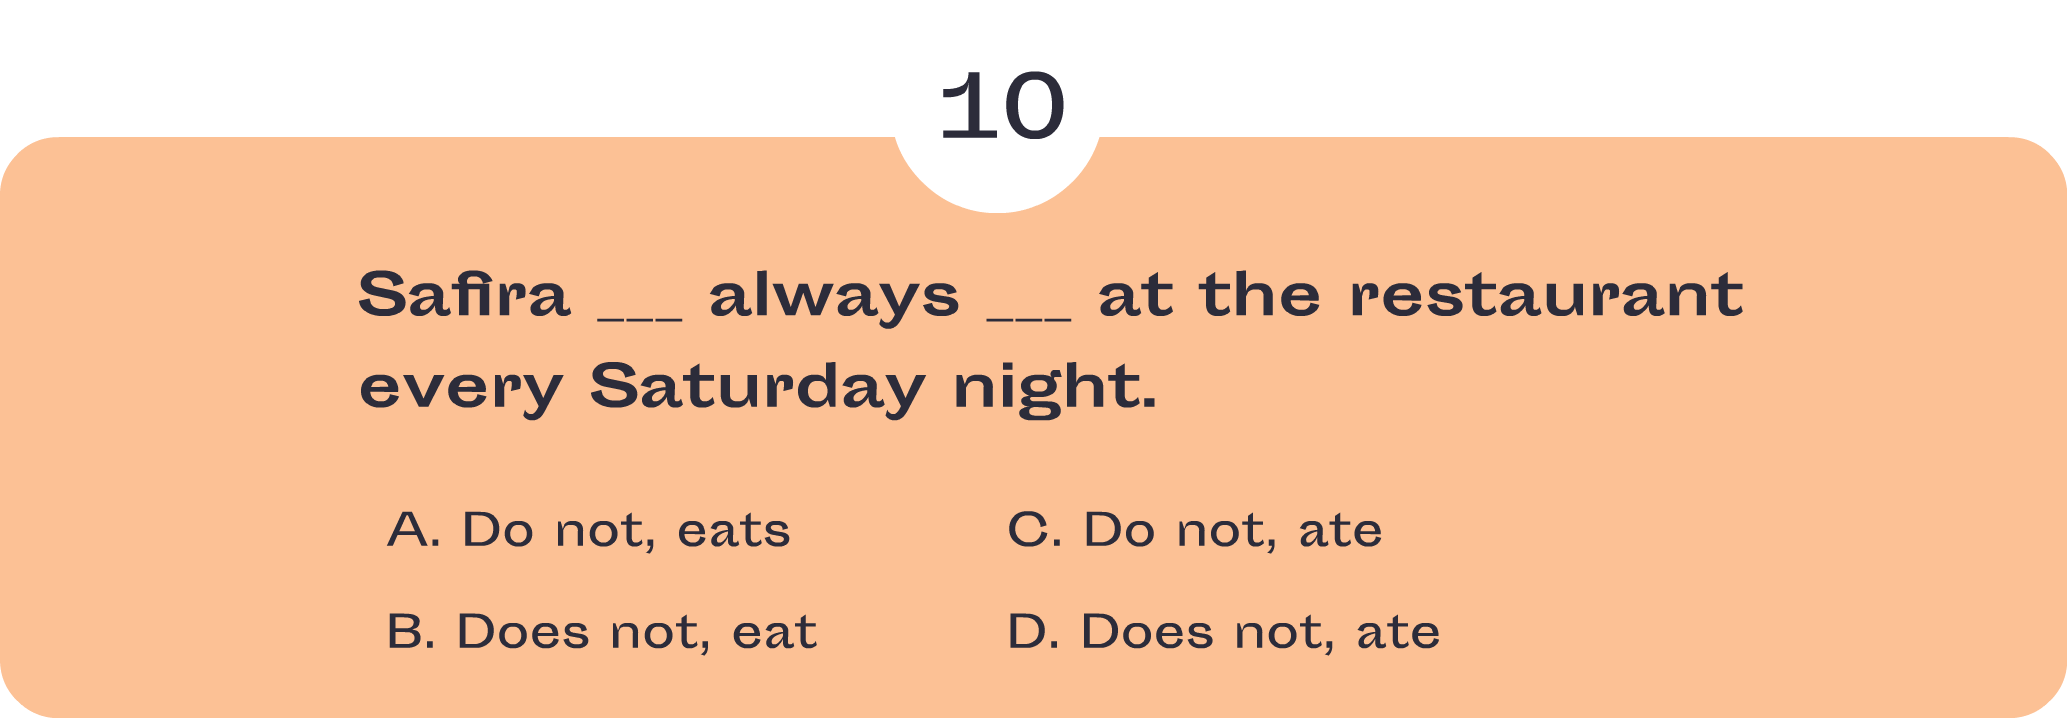 10
Safira ___ always ___ at the restaurant
every Saturday night.
A. Do not, eats
C. Do not, ate
B. Does not, eat
D. Does not, ate